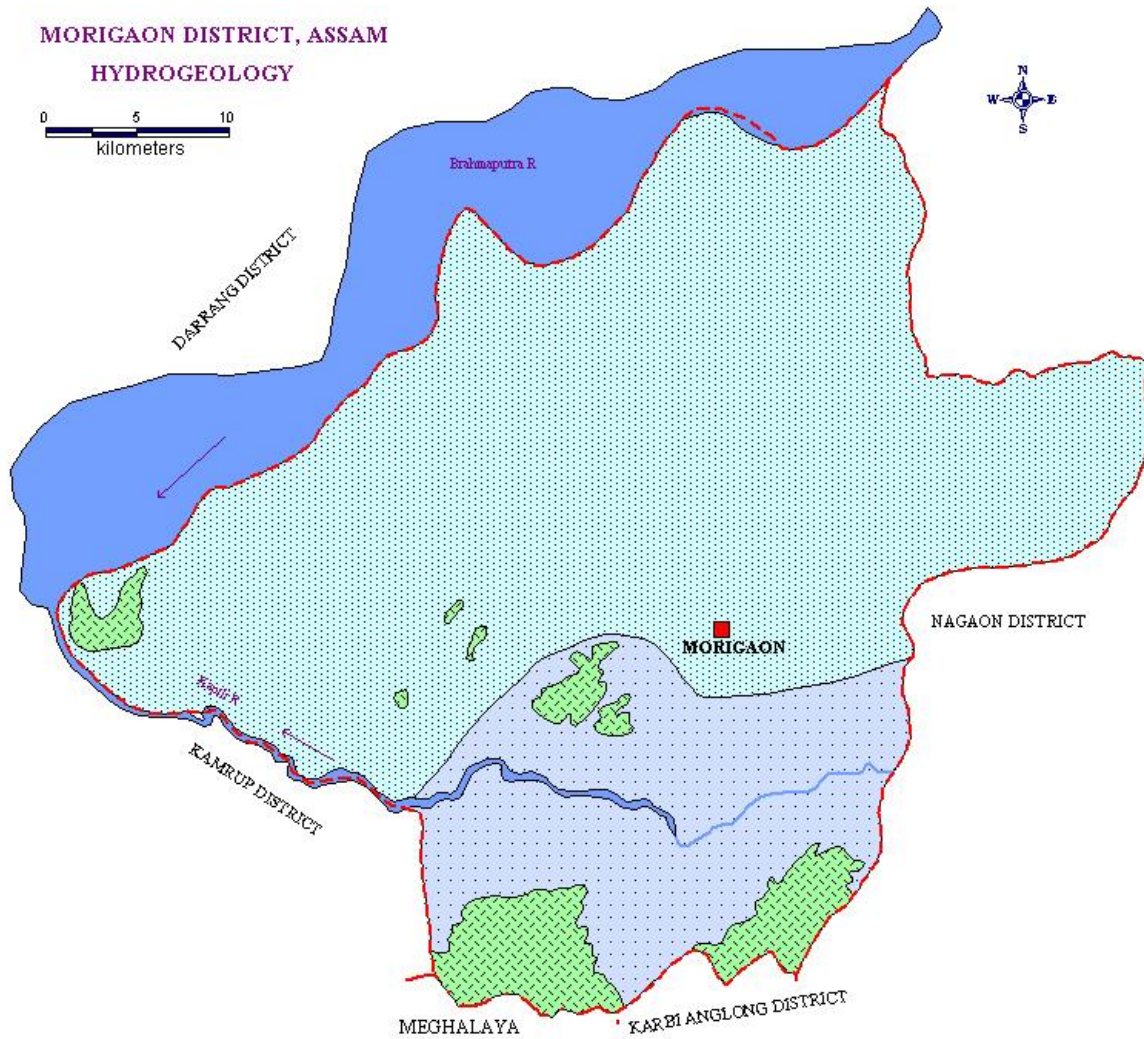 MORIGAON DISTRICT, ASSAM
HYDROGEOLOGY
0 5 10
kilometers
N
W E
S
Brahmaputra R
DARRANG DISTRICT
NAGAON DISTRICT
MORIGAON
Kapili R
KAMRUP DISTRICT
MEGHALAYA
KARBI ANGLONG DISTRICT